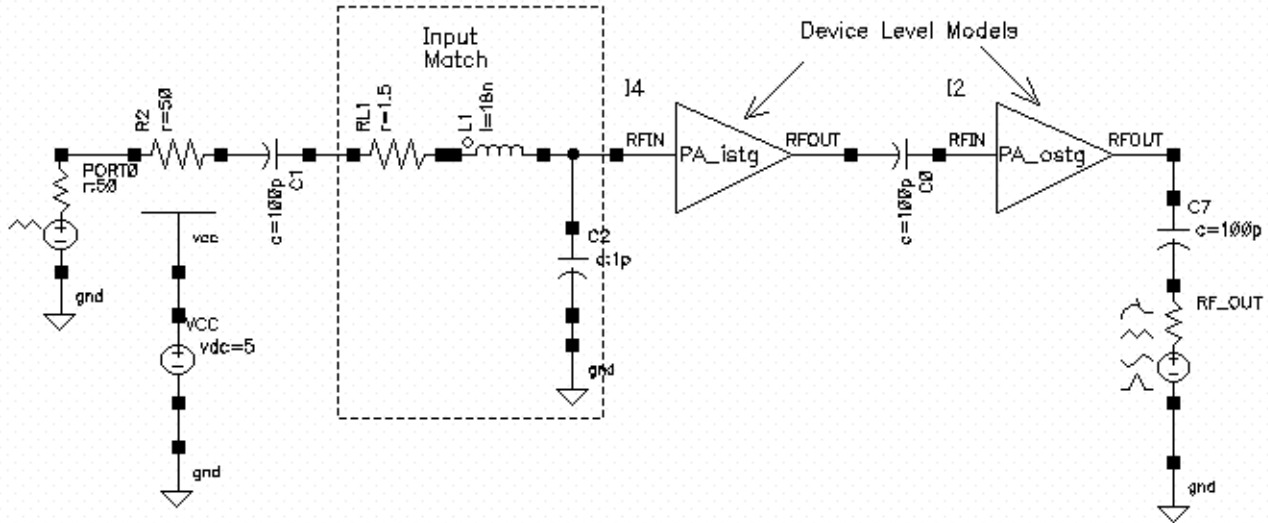 Input
Match
Device Level Models
R2
r=50
RL1
r=1.5
L1
l=18n
I4
I2
RFIN
PA_istg
RFOUT
RFIN
PA_ostg
RFOUT
PORT0
r:50
c=100p
C1
c=100p
C0
C7
c=100p
vcc
C2
c:1p
gnd
RF_OUT
VCC
vdc=5
gnd
gnd
gnd